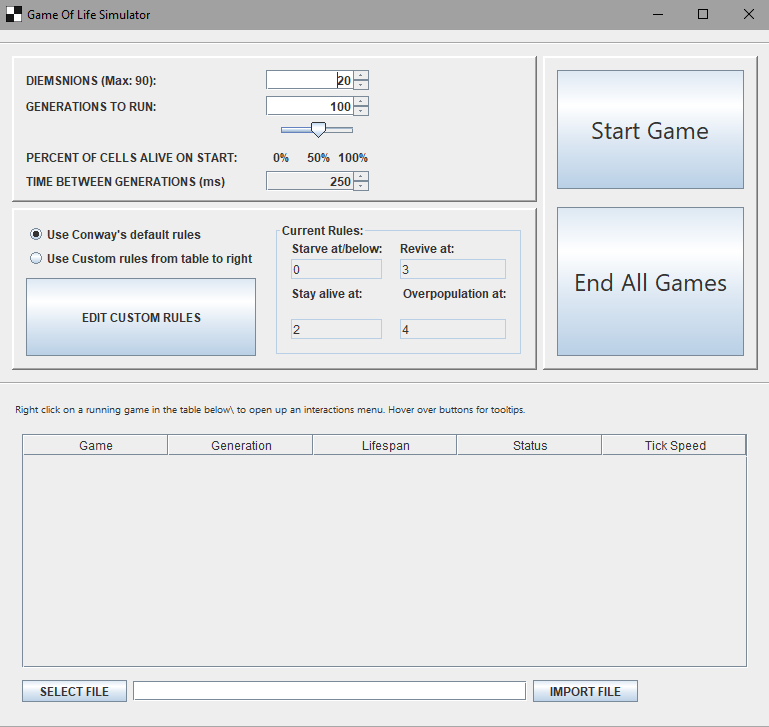 Game Of Life Simulator
DIEMSNIONS (Max: 90): 20
GENERATIONS TO RUN: 100
PERCENT OF CELLS ALIVE ON START: 0% 50% 100%
TIME BETWEEN GENERATIONS (ms) 250
Start Game
End All Games
Use Conway's default rules
Use Custom rules from table to right
EDIT CUSTOM RULES
Current Rules:
Starve at/below: Revive at:
0 3
Stay alive at: Overpopulation at:
2 4
Right click on a running game in the table below\ to open up an interactions menu. Hover over buttons for tooltips.
Game Generation Lifespan Status Tick Speed
SELECT FILE IMPORT FILE